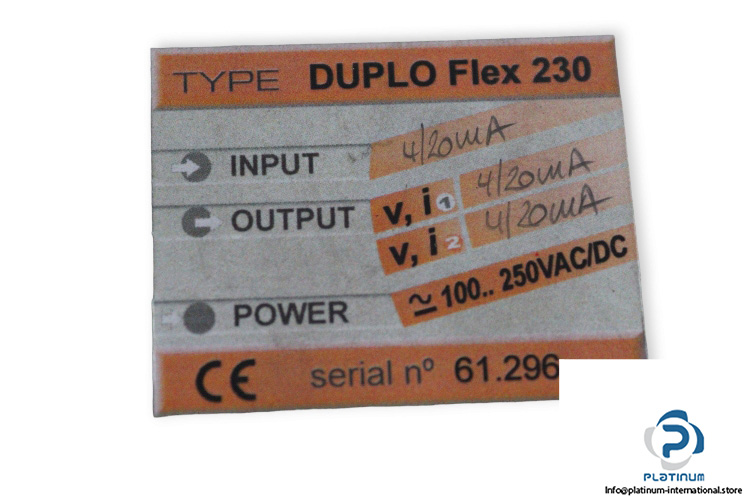 TYPE DUPLO Flex 230
INPUT 4/20mA
OUTPUT v, i 1 4/20mA
v, i 2 4/20mA
POWER ≃ 100.. 250VAC/DC
CE serial nº 61.296
PLATINUM
Info@platinum-international.store